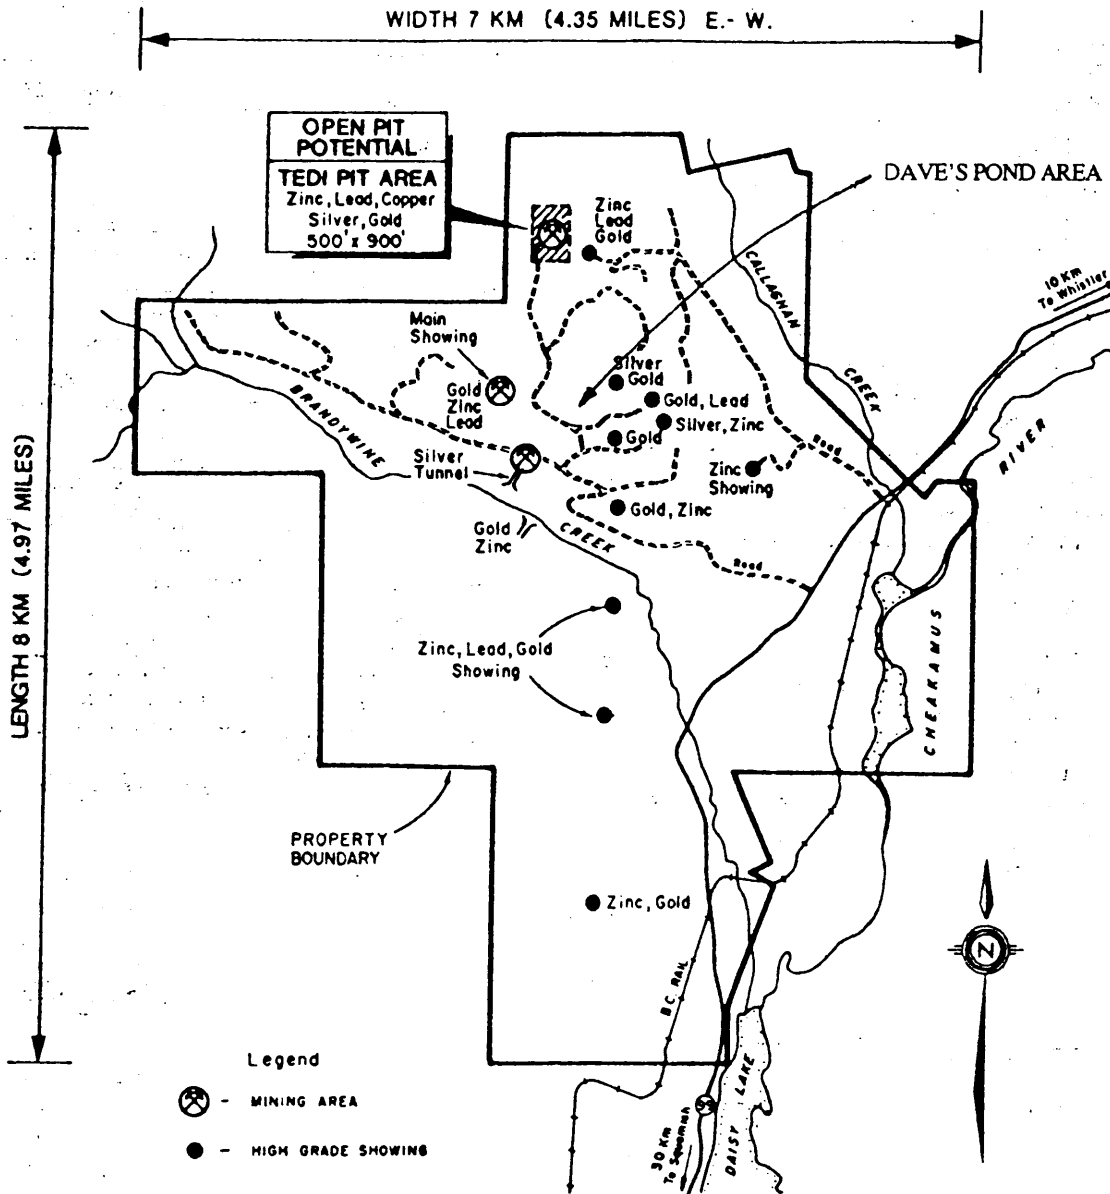 WIDTH 7 KM (4.35 MILES) E.- W.
OPEN PIT
POTENTIAL
TEDI PIT AREA
Zinc, Lead, Copper
Silver, Gold
500' x 900'
DAVE'S POND AREA
Zinc
Lead
Gold
CALLAGHAN
CREEK
10 Km
To Whistler
RIVER
Main
Showing
Gold
Zinc
Lead
Silver
Gold
Gold, Lead
Silver, Zinc
Gold
BRANDYWINE
CREEK
Silver
Tunnel
Zinc
Showing
Road
Gold, Zinc
Gold
Zinc
Road
LENGTH 8 KM (4.97 MILES)
Zinc, Lead, Gold
Showing
CHEAKAMUS
PROPERTY
BOUNDARY
Zinc, Gold
B.C. RAIL
N
Legend
- MINING AREA
- HIGH GRADE SHOWING
99
30 Km
To Squamish
DAISY LAKE